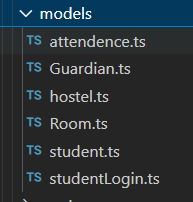 models
TS attendence.ts
TS Guardian.ts
TS hostel.ts
TS Room.ts
TS student.ts
TS studentLogin.ts